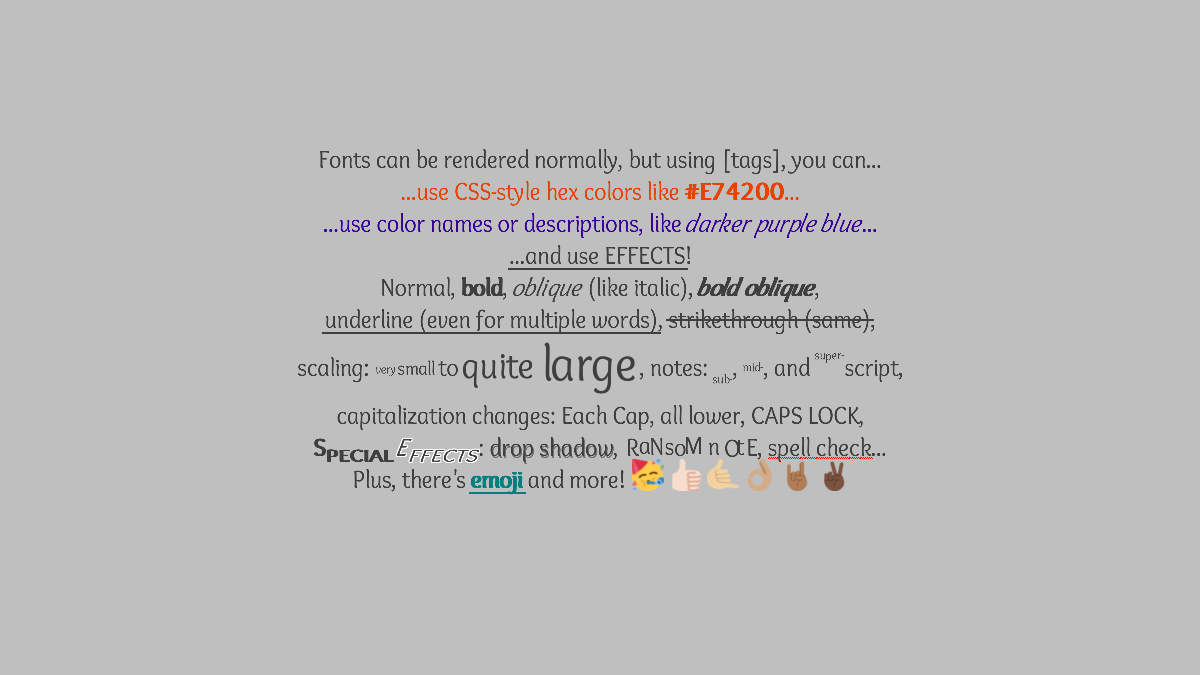 Fonts can be rendered normally, but using [tags], you can...
...use CSS-style hex colors like #E74200...
...use color names or descriptions, like darker purple blue...
...and use EFFECTS!
Normal, bold, oblique (like italic), bold oblique,
underline (even for multiple words), strikethrough (same),
scaling: very small to quite large, notes: sub-, mid-, and super-script,
capitalization changes: Each Cap, all lower, CAPS LOCK,
Special Effects: drop shadow, RaNsoM n OtE, spell check...
Plus, there's emoji and more! 🥳👍🏻🤙🏼👌🏽🤘🏾✌🏿